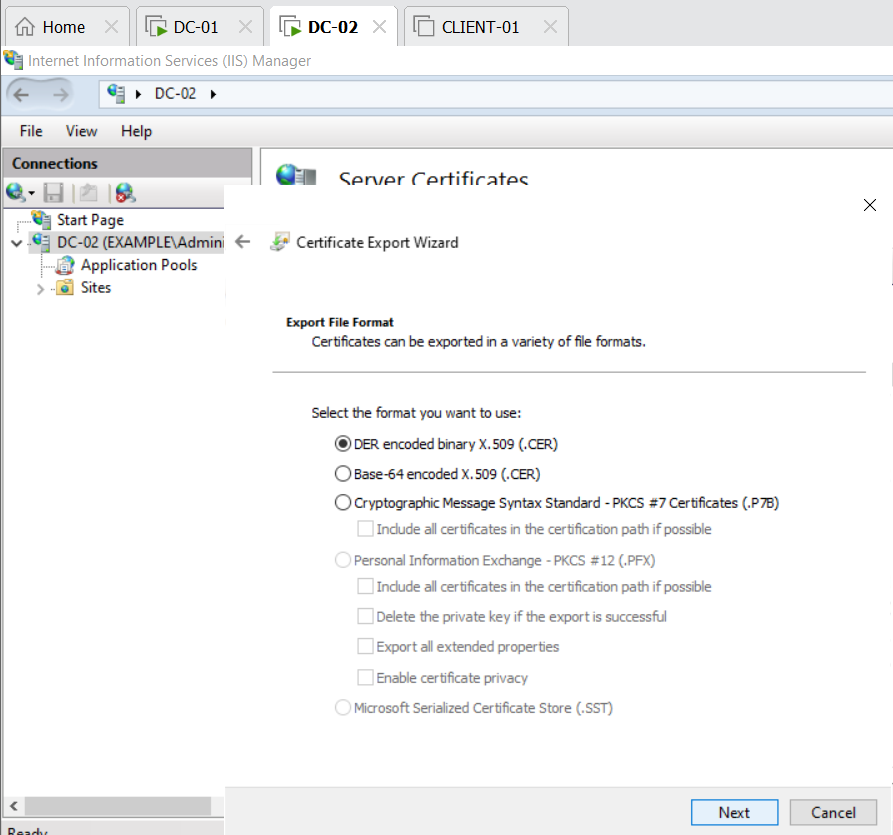 Home
DC-01
DC-02
CLIENT-01
Internet Information Services (IIS) Manager
DC-02
File View Help
Connections
Server Certificates
Start Page
DC-02 (EXAMPLE\Admini
Application Pools
Sites
Certificate Export Wizard
Export File Format
Certificates can be exported in a variety of file formats.
Select the format you want to use:
DER encoded binary X.509 (.CER)
Base-64 encoded X.509 (.CER)
Cryptographic Message Syntax Standard - PKCS #7 Certificates (.P7B)
Include all certificates in the certification path if possible
Personal Information Exchange - PKCS #12 (.PFX)
Include all certificates in the certification path if possible
Delete the private key if the export is successful
Export all extended properties
Enable certificate privacy
Microsoft Serialized Certificate Store (.SST)
Next
Cancel
Ready